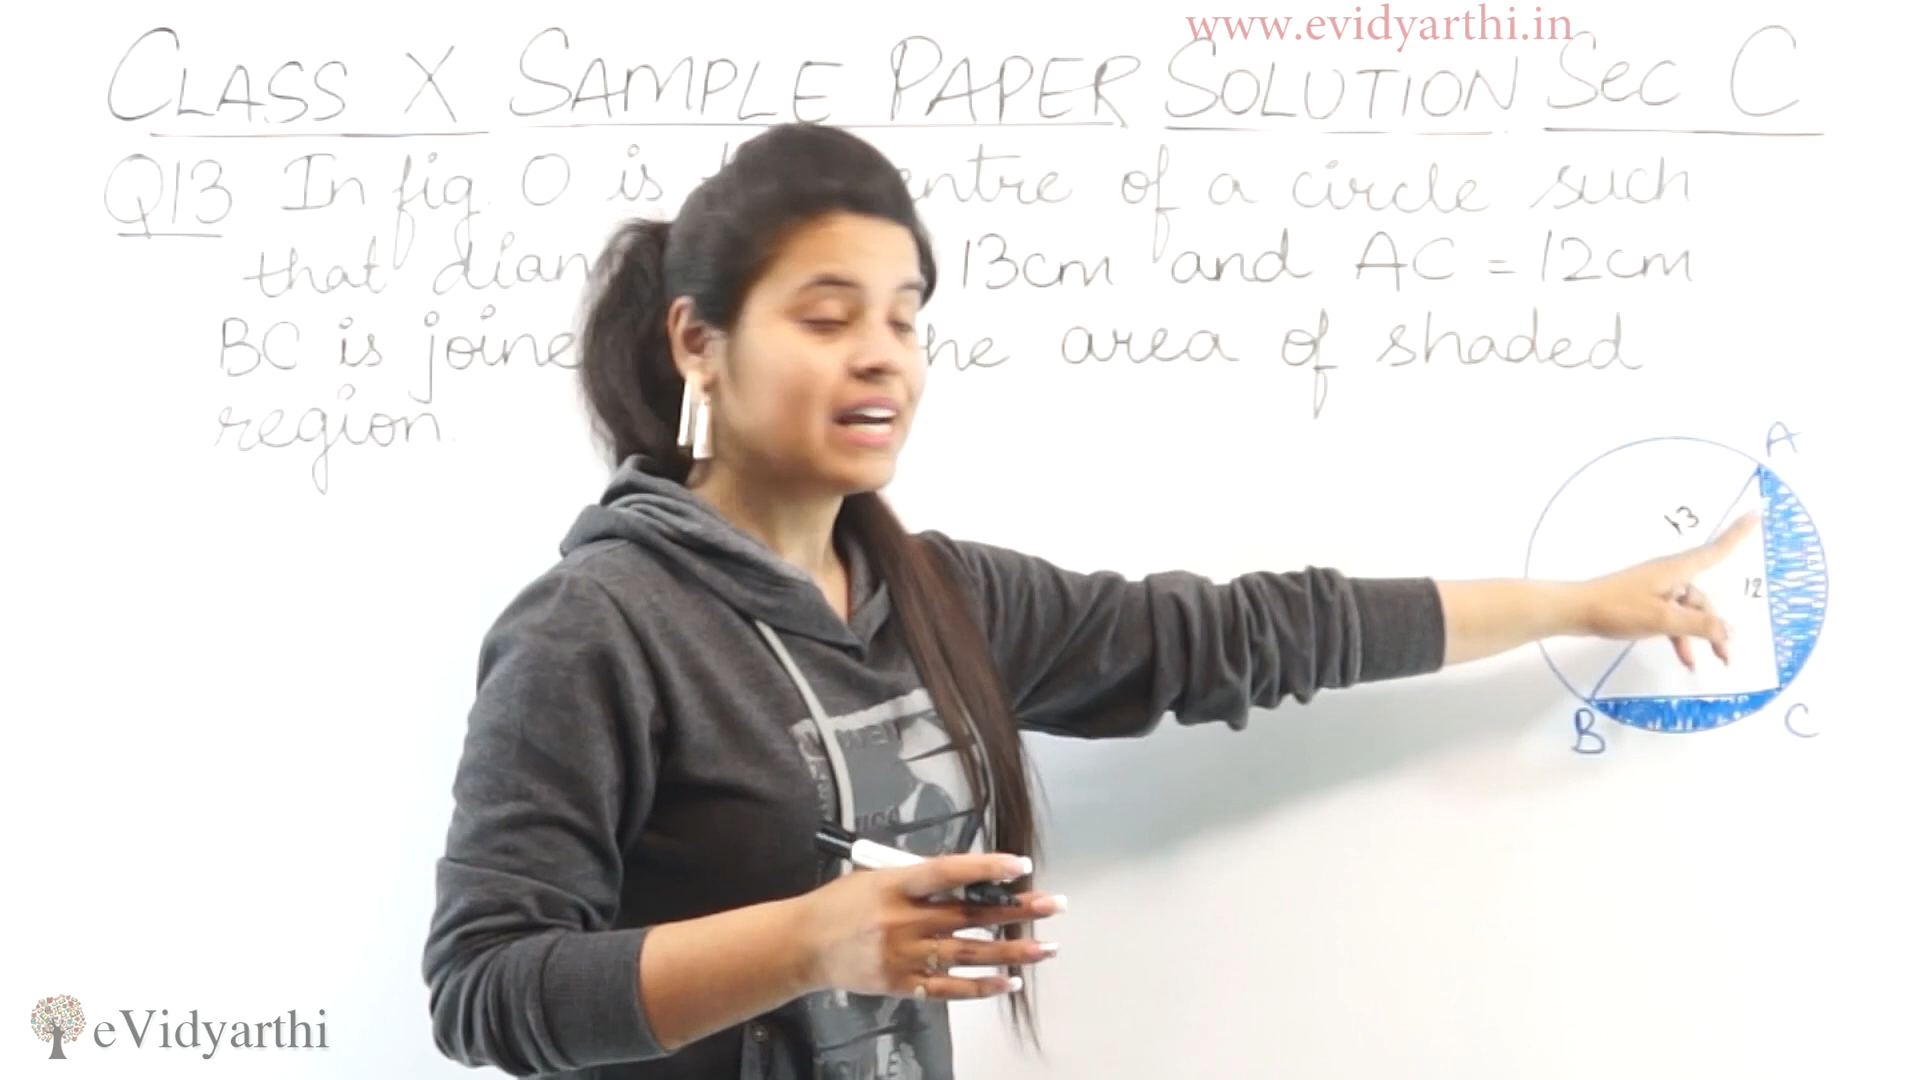 www.evidyarthi.in
CLASS X SAMPLE PAPER SOLUTION SEC C
Q13 In fig. O is centre of a circle such
that 13cm and AC = 12cm
BC is area of shaded
region.
A
13
12
B
C
eVidyarthi